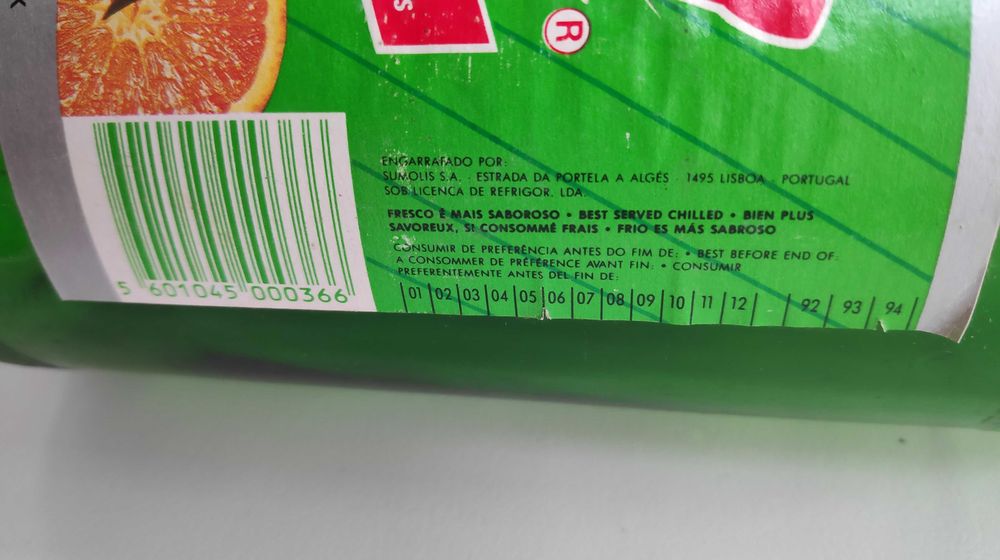 S
R
ENGARRAFADO POR:
SUMOLIS S.A. - ESTRADA DA PORTELA A ALGÉS - 1495 LISBOA - PORTUGAL
SOB LICENCA DE REFRIGOR. LDA.
FRESCO É MAIS SABOROSO • BEST SERVED CHILLED • BIEN PLUS
SAVOREUX, SI CONSOMMÉ FRAIS • FRIO ES MÁS SABROSO
CONSUMIR DE PREFERÊNCIA ANTES DO FIM DE: • BEST BEFORE END OF:
A CONSOMMER DE PRÉFÉRENCE AVANT FIN: • CONSUMIR
PREFERENTEMENTE ANTES DEL FIN DE:
01 02 03 04 05 06 07 08 09 10 11 12 92 93 94
5 601045 000366